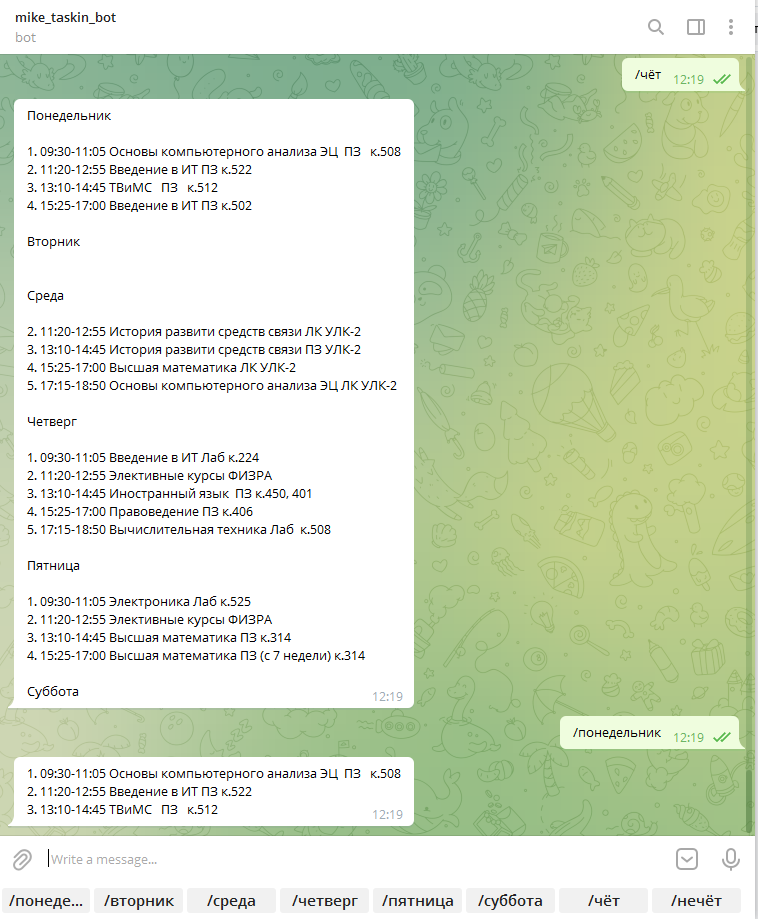 mike_taskin_bot
bot
/чёт 12:19
Понедельник
1. 09:30-11:05 Основы компьютерного анализа ЭЦ ПЗ к.508
2. 11:20-12:55 Введение в ИТ ПЗ к.522
3. 13:10-14:45 ТВиМС ПЗ к.512
4. 15:25-17:00 Введение в ИТ ПЗ к.502
Вторник
Среда
2. 11:20-12:55 История развити средств связи ЛК УЛК-2
3. 13:10-14:45 История развити средств связи ПЗ УЛК-2
4. 15:25-17:00 Высшая математика ЛК УЛК-2
5. 17:15-18:50 Основы компьютерного анализа ЭЦ ЛК УЛК-2
Четверг
1. 09:30-11:05 Введение в ИТ Лаб к.224
2. 11:20-12:55 Элективные курсы ФИЗРА
3. 13:10-14:45 Иностранный язык ПЗ к.450, 401
4. 15:25-17:00 Правоведение ПЗ к.406
5. 17:15-18:50 Вычислительная техника Лаб к.508
Пятница
1. 09:30-11:05 Электроника Лаб к.525
2. 11:20-12:55 Элективные курсы ФИЗРА
3. 13:10-14:45 Высшая математика ПЗ к.314
4. 15:25-17:00 Высшая математика ПЗ (с 7 недели) к.314
Суббота 12:19
/понедельник 12:19
1. 09:30-11:05 Основы компьютерного анализа ЭЦ ПЗ к.508
2. 11:20-12:55 Введение в ИТ ПЗ к.522
3. 13:10-14:45 ТВиМС ПЗ к.512 12:19
Write a message...
/понеде... /вторник /среда /четверг /пятница /суббота /чёт /нечёт